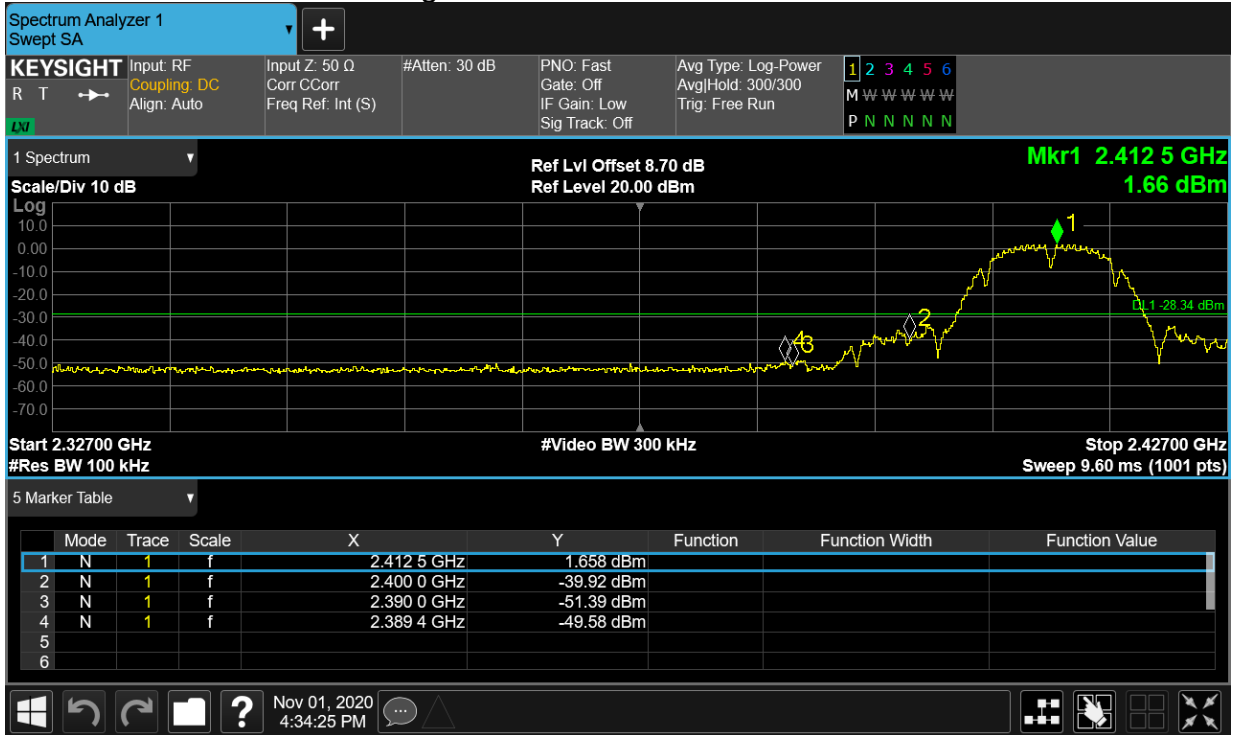 Spectrum Analyzer 1
Swept SA
+
KEYSIGHT
R T
LXI
Input: RF
Coupling: DC
Align: Auto
Input Z: 50 Ω
Corr CCorr
Freq Ref: Int (S)
#Atten: 30 dB
PNO: Fast
Gate: Off
IF Gain: Low
Sig Track: Off
Avg Type: Log-Power
Avg|Hold: 300/300
Trig: Free Run
1 2 3 4 5 6
M W W W W W
P N N N N N
1 Spectrum
Scale/Div 10 dB
Ref Lvl Offset 8.70 dB
Ref Level 20.00 dBm
Mkr1 2.412 5 GHz
1.66 dBm
Log
10.0
0.00
-10.0
-20.0
-30.0
-40.0
-50.0
-60.0
-70.0
1
DL1 -28.34 dBm
2
4 3
Start 2.32700 GHz
#Video BW 300 kHz
Stop 2.42700 GHz
#Res BW 100 kHz
Sweep 9.60 ms (1001 pts)
5 Marker Table
Mode Trace Scale X Y Function Function Width Function Value
1 N 1 f 2.412 5 GHz 1.658 dBm
2 N 1 f 2.400 0 GHz -39.92 dBm
3 N 1 f 2.390 0 GHz -51.39 dBm
4 N 1 f 2.389 4 GHz -49.58 dBm
5
6
?
Nov 01, 2020
4:34:25 PM